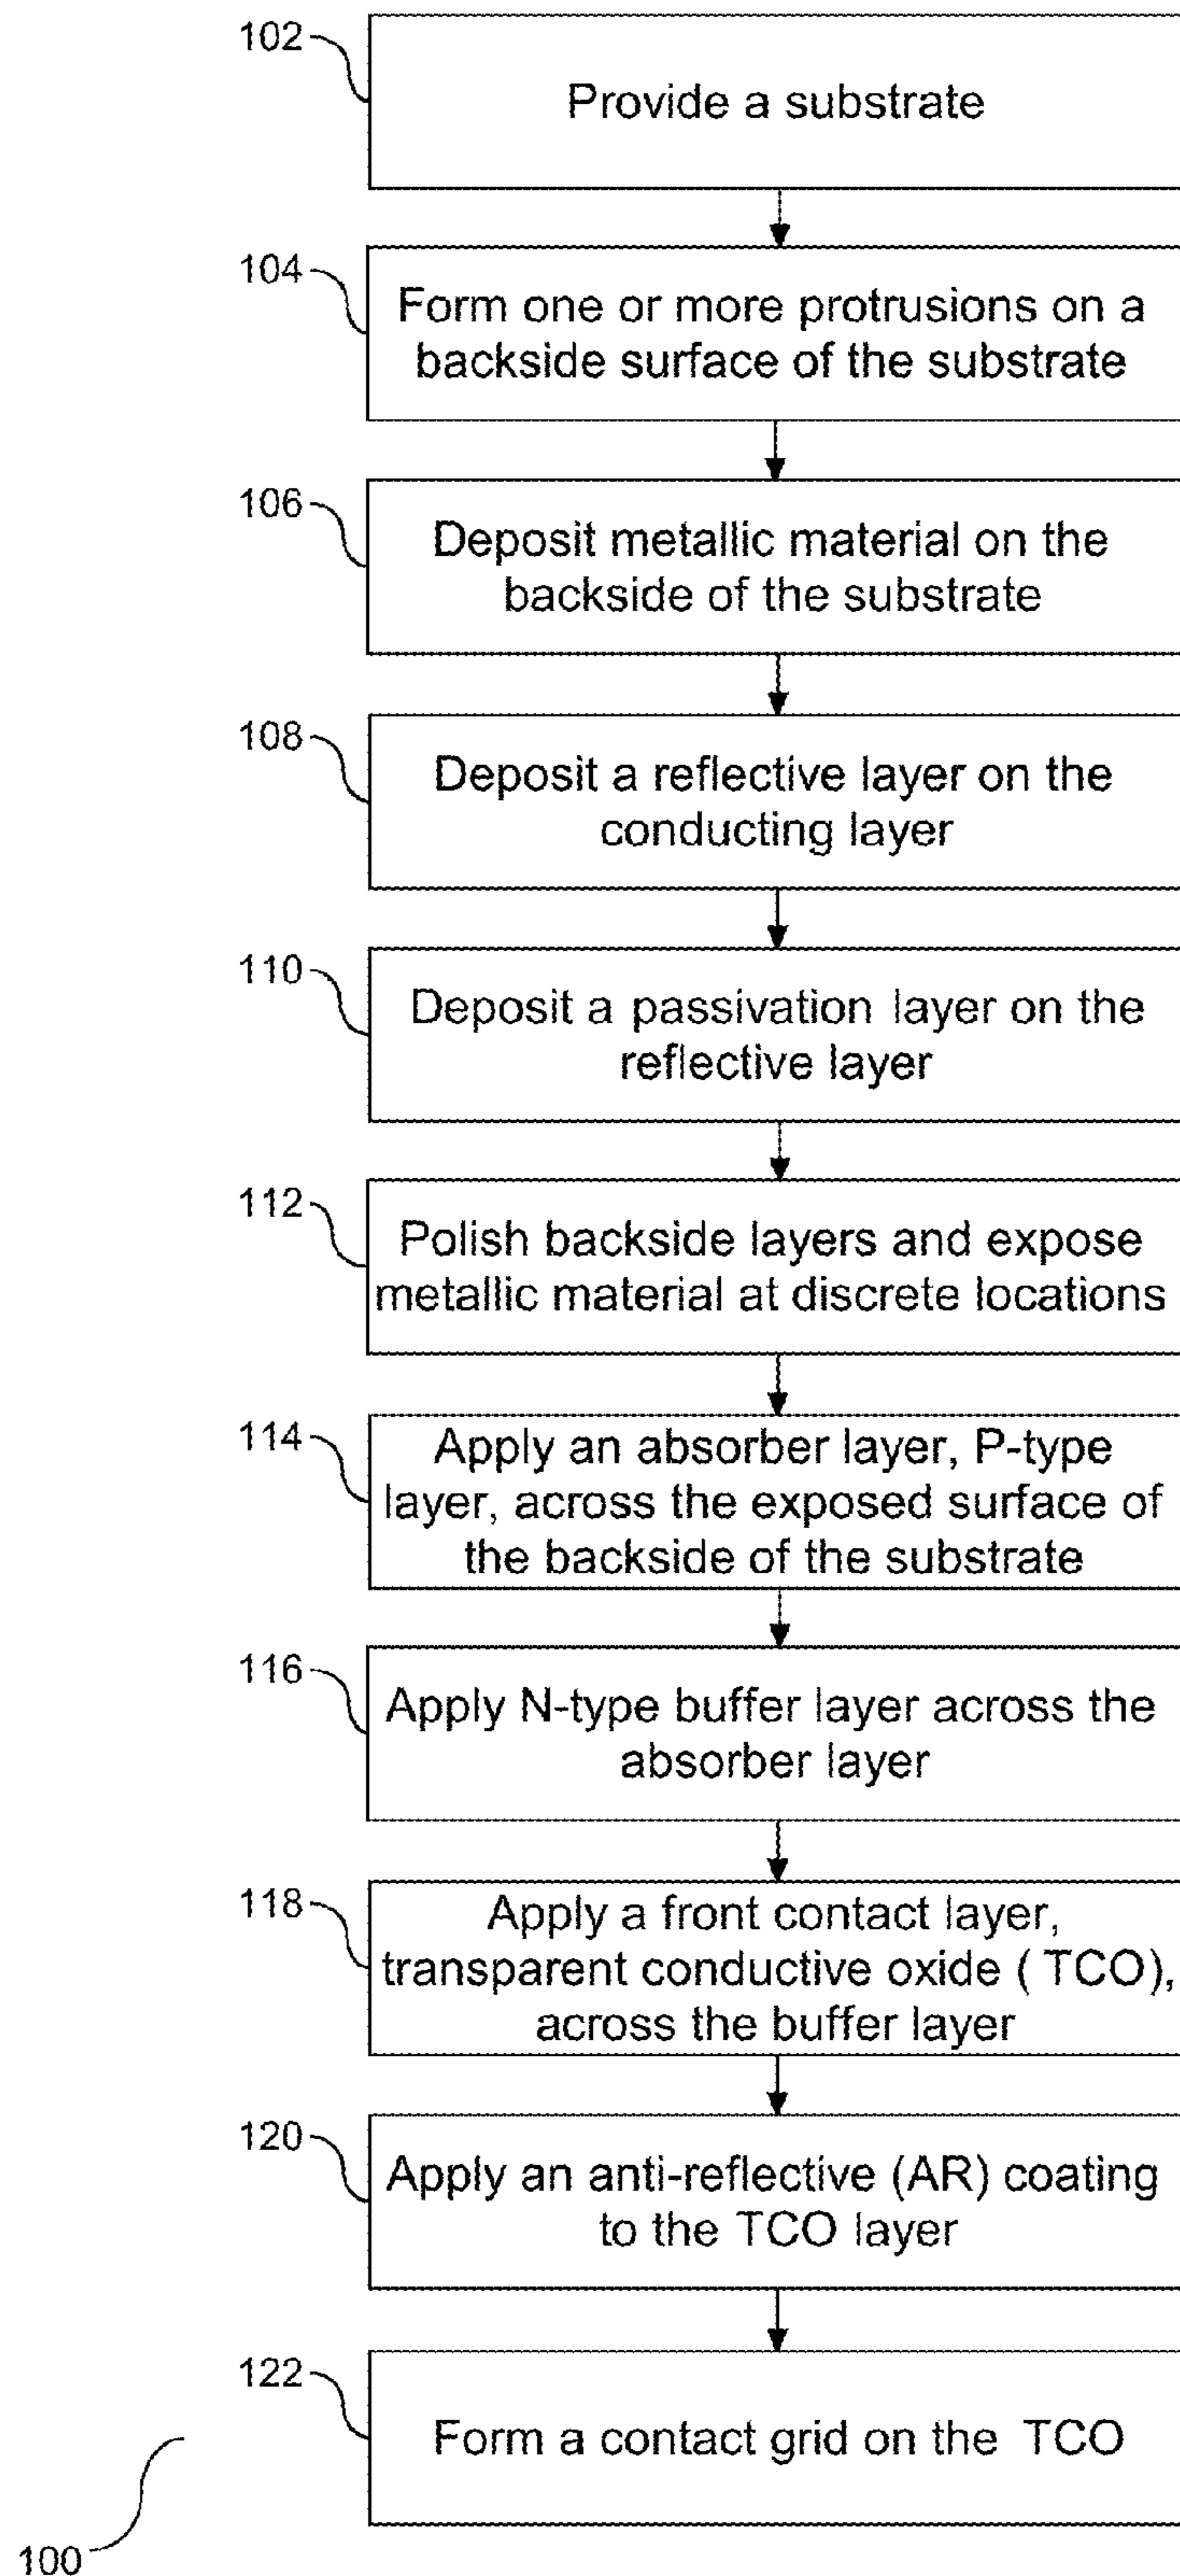 102
Provide a substrate
104
Form one or more protrusions on a
backside surface of the substrate
106
Deposit metallic material on the
backside of the substrate
108
Deposit a reflective layer on the
conducting layer
110
Deposit a passivation layer on the
reflective layer
112
Polish backside layers and expose
metallic material at discrete locations
114
Apply an absorber layer, P-type
layer, across the exposed surface of
the backside of the substrate
116
Apply N-type buffer layer across the
absorber layer
118
Apply a front contact layer,
transparent conductive oxide ( TCO),
across the buffer layer
120
Apply an anti-reflective (AR) coating
to the TCO layer
122
Form a contact grid on the TCO
100